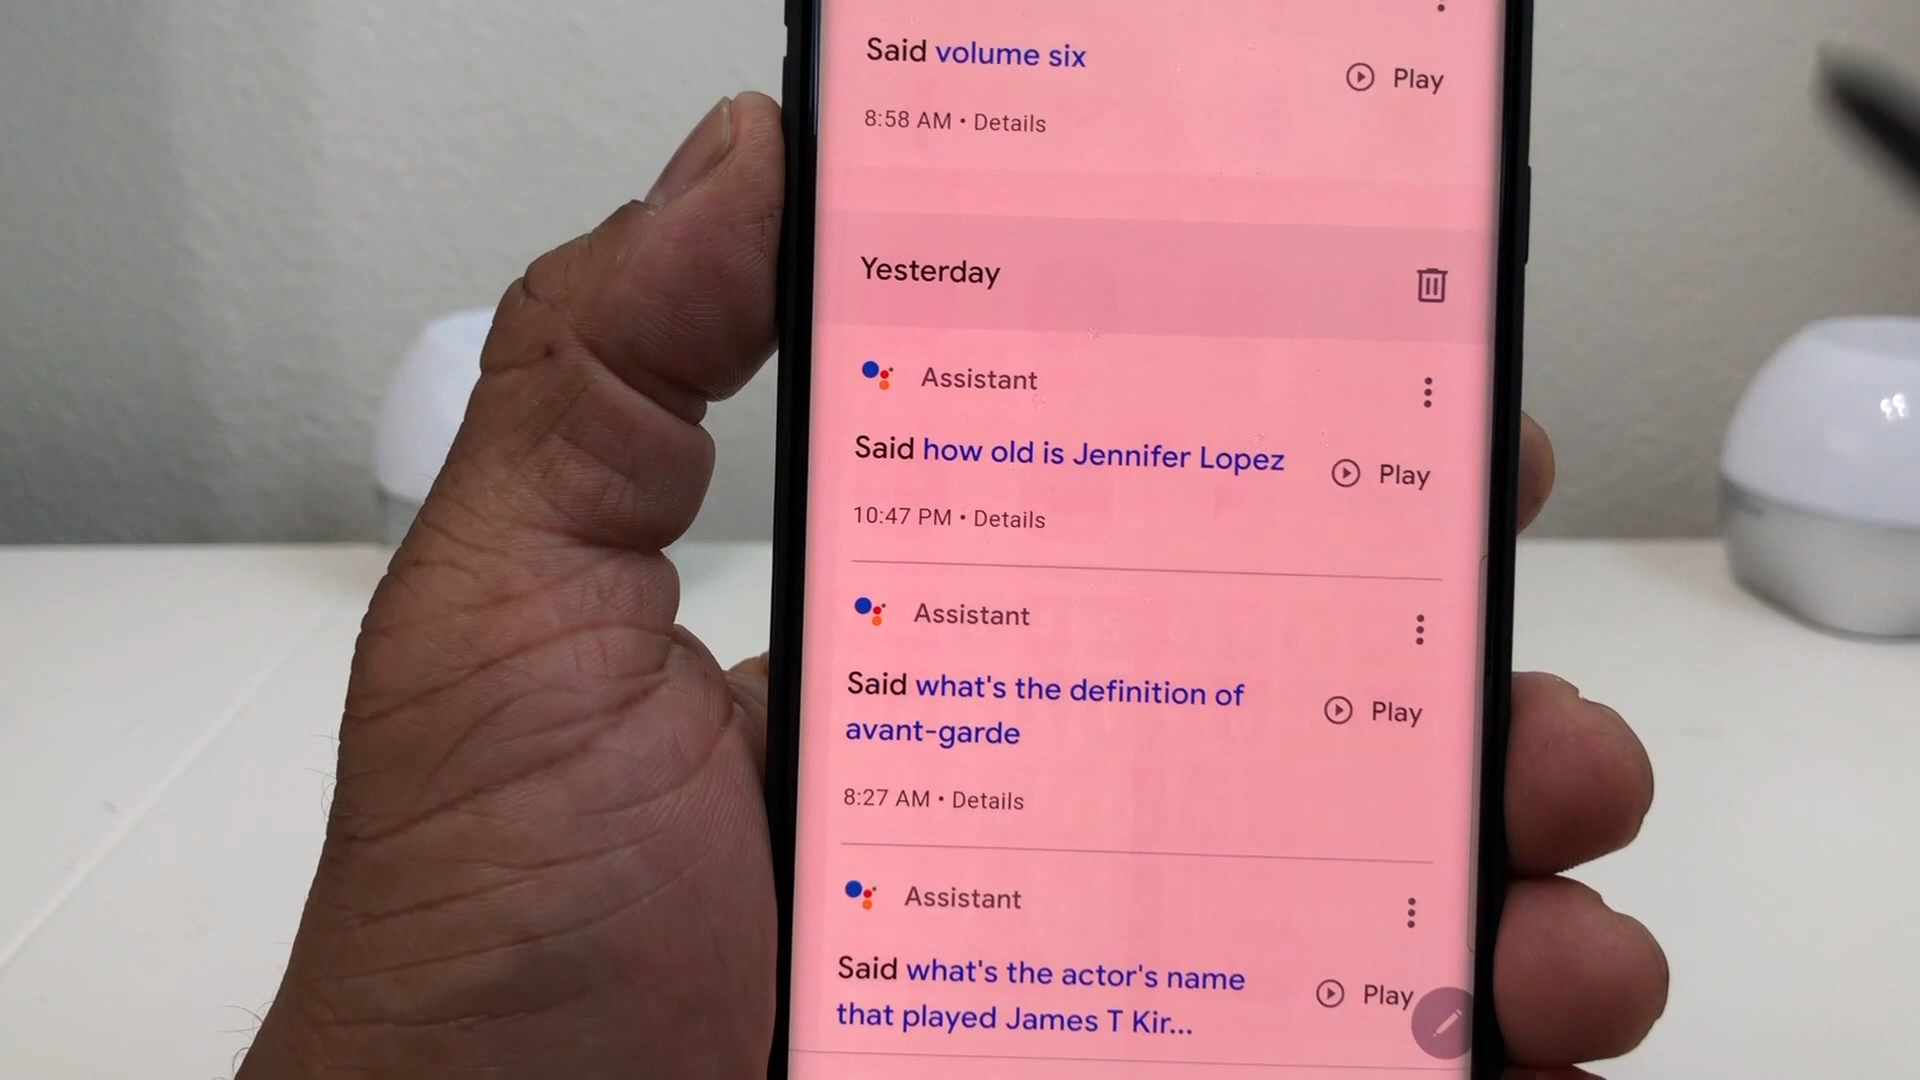 Said volume six
Play
8:58 AM • Details
Yesterday
Assistant
Said how old is Jennifer Lopez
Play
10:47 PM • Details
Assistant
Said what's the definition of
avant-garde
Play
8:27 AM • Details
Assistant
Said what's the actor's name
that played James T Kir...
Play